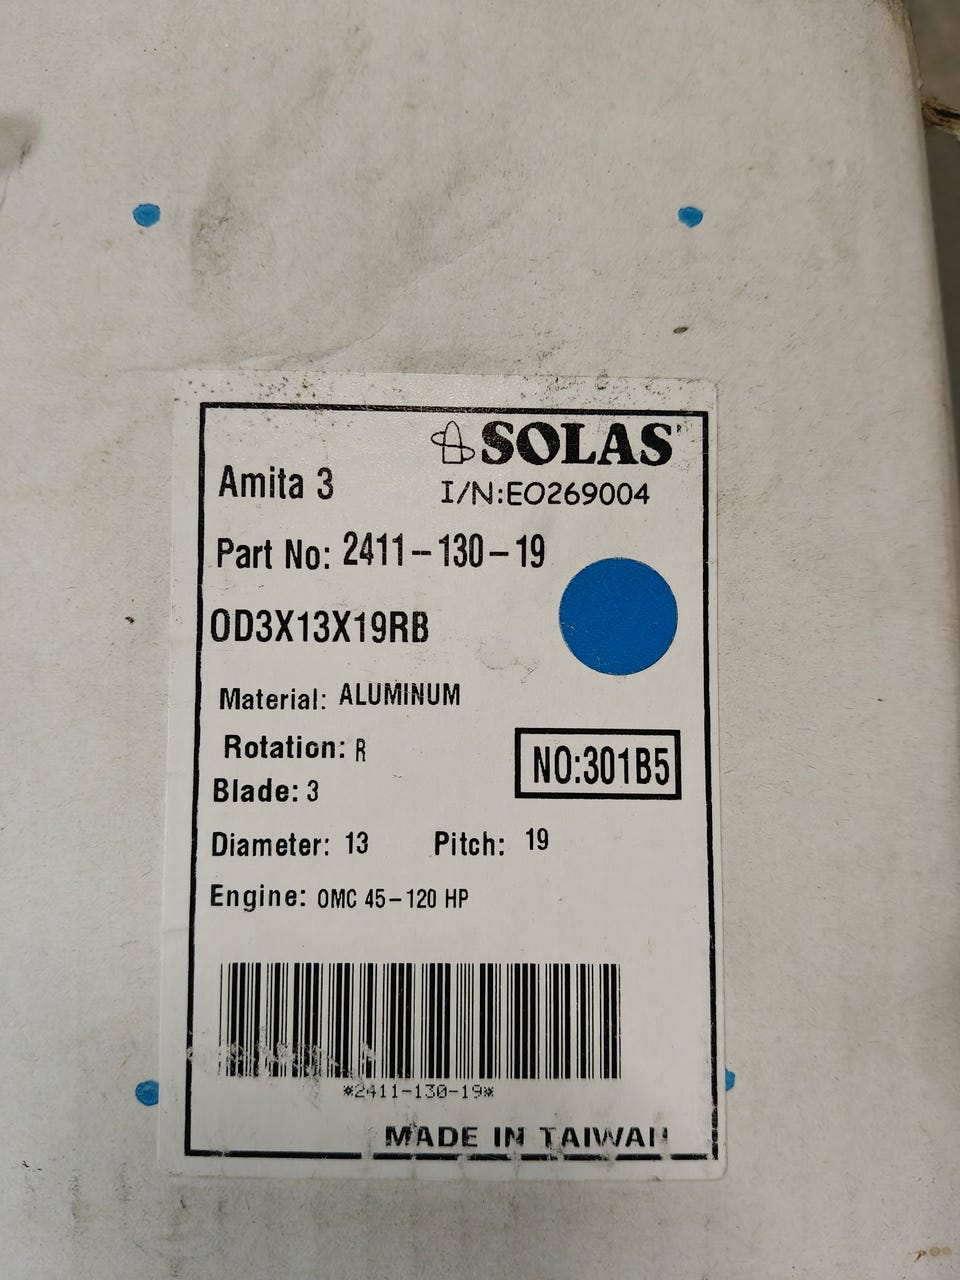 SOLAS
Amita 3
I/N:EO269004
Part No: 2411-130-19
OD3X13X19RB
Material: ALUMINUM
Rotation: R
NO:301B5
Blade: 3
Diameter: 13 Pitch: 19
Engine: OMC 45-120 HP
*2411-130-19*
MADE IN TAIWAN